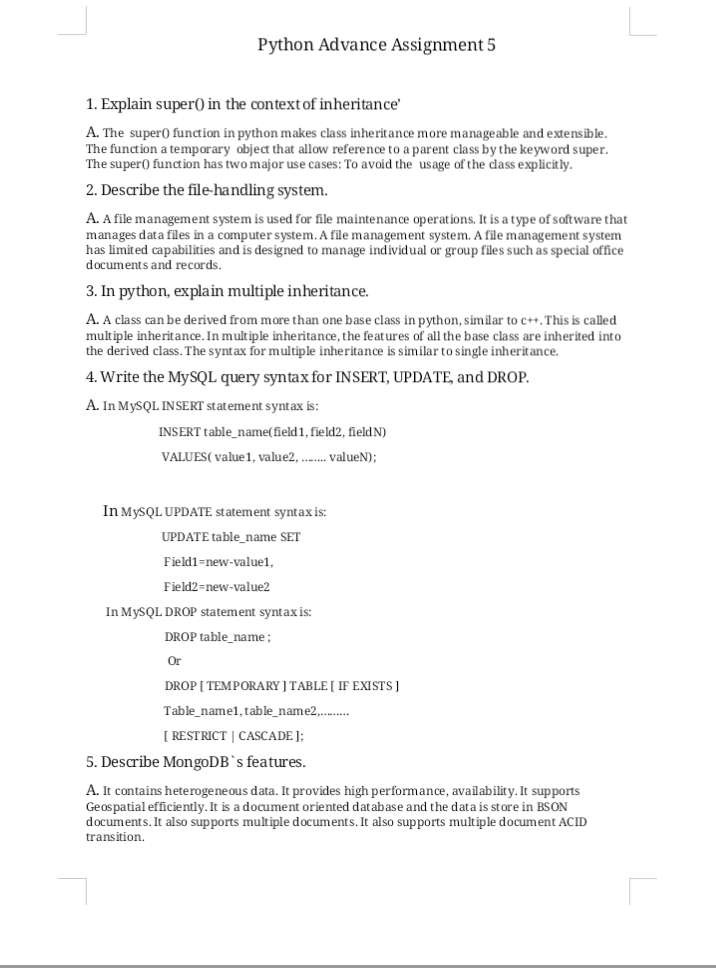 Python Advance Assignment 5
1. Explain super() in the context of inheritance'
A. The super() function in python makes class inheritance more manageable and extensible.
The function a temporary object that allow reference to a parent class by the keyword super.
The super() function has two major use cases: To avoid the usage of the class explicitly.
2. Describe the file-handling system.
A. A file management system is used for file maintenance operations. It is a type of software that
manages data files in a computer system. A file management system. A file management system
has limited capabilities and is designed to manage individual or group files such as special office
documents and records.
3. In python, explain multiple inheritance.
A. A class can be derived from more than one base class in python, similar to c++. This is called
multiple inheritance. In multiple inheritance, the features of all the base class are inherited into
the derived class. The syntax for multiple inheritance is similar to single inheritance.
4. Write the MySQL query syntax for INSERT, UPDATE, and DROP.
A. In MySQL INSERT statement syntax is:
INSERT table_name(field1, field2, fieldN)
VALUES( value1, value2, ........ valueN);
In MySQL UPDATE statement syntax is:
UPDATE table_name SET
Field1=new-value1,
Field2=new-value2
In MySQL DROP statement syntax is:
DROP table_name ;
Or
DROP [ TEMPORARY ] TABLE [ IF EXISTS ]
Table_name1, table_name2,.........
[ RESTRICT | CASCADE ];
5. Describe MongoDB`s features.
A. It contains heterogeneous data. It provides high performance, availability. It supports
Geospatial efficiently. It is a document oriented database and the data is store in BSON
documents. It also supports multiple documents. It also supports multiple document ACID
transition.